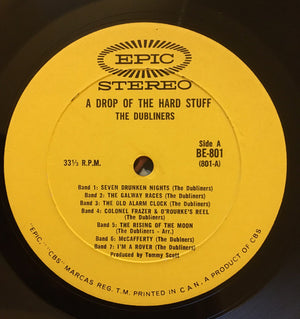 EPIC
STEREO
A DROP OF THE HARD STUFF
THE DUBLINERS
Side A
33⅓ R.P.M.
BE-801
(801-A)
Band 1: SEVEN DRUNKEN NIGHTS (The Dubliners)
Band 2: THE GALWAY RACES (The Dubliners)
Band 3: THE OLD ALARM CLOCK (The Dubliners)
Band 4: COLONEL FRAZER & O'ROURKE'S REEL
(The Dubliners)
Band 5: THE RISING OF THE MOON
(The Dubliners - Arr.)
Band 6: McCAFFERTY (The Dubliners)
Band 7: I'M A ROVER (The Dubliners)
Produced by Tommy Scott
"EPIC," "CBS" MARCAS REG. T.M. PRINTED IN CAN. A PRODUCT OF CBS